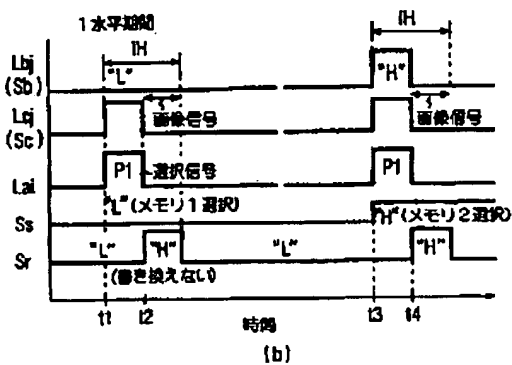 1水平期間
1H
1H
Lbj
(Sb)
"L"
"H"
Lcj
(Sc)
画像信号
画像信号
Lai
P1
選択信号
P1
Ss
"L"(メモリ1選択)
"H"(メモリ2選択)
Sr
"L"
"H"
"L"
"H"
(書き換えない)
t1
t2
t3
t4
時間
(b)